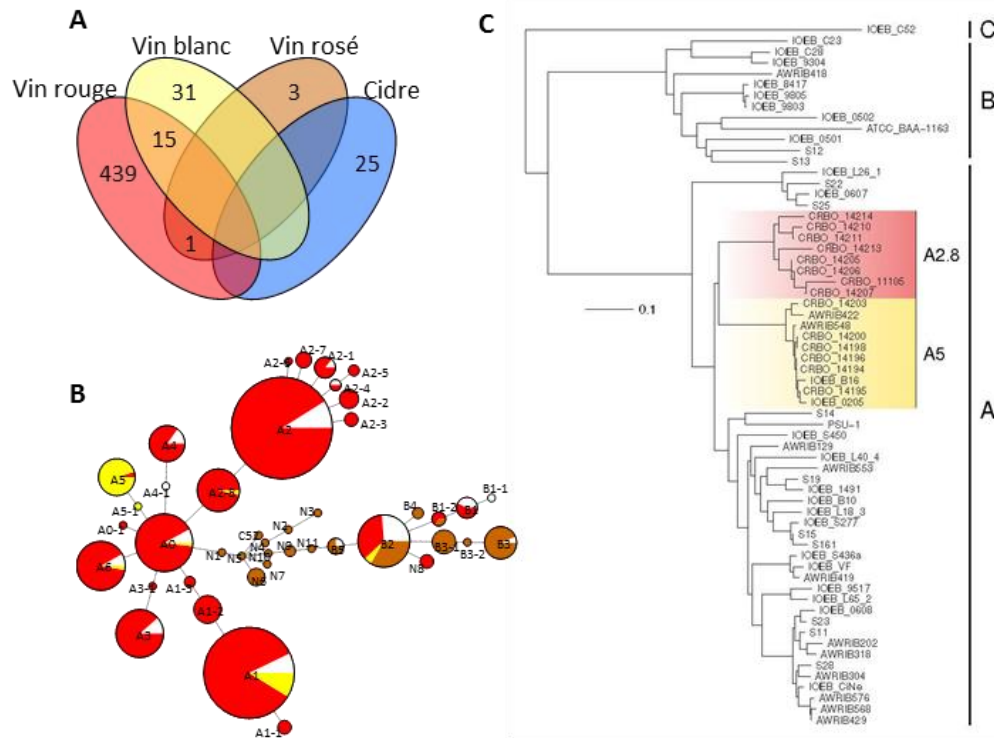 A
Vin blanc
Vin rosé
Vin rouge
Cidre
31
3
15
439
25
1
B
A2-7
A2-1
A2-6
A2-5
A2-4
A2-2
A2-3
A2
A4
A5
A4-1
A2-8
A5-1
A0-1
A0
A6
A3-1
A1-3
A3
A1-2
A1
A1-1
N3
N2
C52
N4
N1
N5
N10
N9
N11
N7
N6
B5
B4
B2
B1-2
B1
B1-1
B3-1
B3-2
B3
N8
C
IOEB_C52
C
IOEB_C23
IOEB_C28
IOEB_9304
AWRIB418
IOEB_8417
IOEB_9805
IOEB_9803
IOEB_0502
ATCC_BAA-1163
IOEB_0501
S12
S13
B
IOEB_L26_1
S22
IOEB_0607
S25
CRBO_14214
CRBO_14210
CRBO_14211
CRBO_14213
CRBO_14205
CRBO_14206
CRBO_11105
CRBO_14207
A2.8
CRBO_14203
AWRIB422
AWRIB548
CRBO_14200
CRBO_14198
CRBO_14196
CRBO_14194
IOEB_B16
CRBO_14195
IOEB_0205
A5
0.1
S14
PSU-1
IOEB_S450
AWRIB129
IOEB_L40_4
AWRIB553
S19
IOEB_1491
IOEB_B10
IOEB_L18_3
IOEB_S277
S15
S161
IOEB_S436a
IOEB_VF
AWRIB419
IOEB_9517
IOEB_L65_2
IOEB_0608
S23
S11
AWRIB202
AWRIB318
S28
AWRIB304
IOEB_CiNe
AWRIB576
AWRIB568
AWRIB429
A